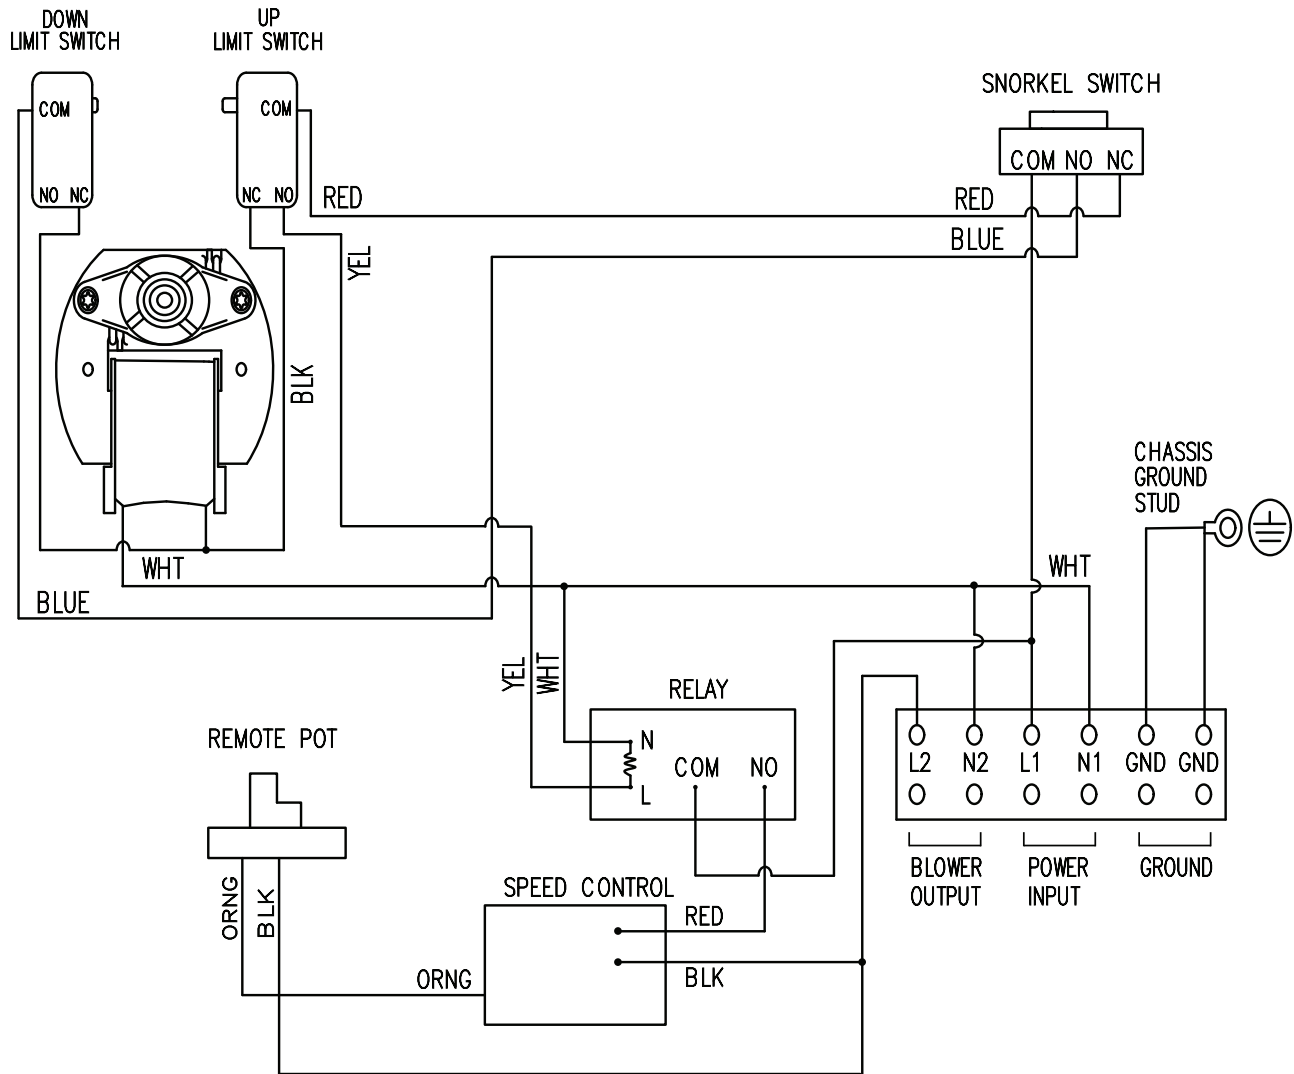 DOWN
LIMIT SWITCH
UP
LIMIT SWITCH
COM
NO NC
COM
NC NO
RED
YEL
BLK
SNORKEL SWITCH
COM NO NC
RED
BLUE
CHASSIS
GROUND
STUD
WHT
BLUE
WHT
YEL
WHT
RELAY
N
COM NO
L
L2 N2 L1 N1 GND GND
BLOWER
OUTPUT
POWER
INPUT
GROUND
REMOTE POT
ORNG
BLK
SPEED CONTROL
RED
BLK
ORNG